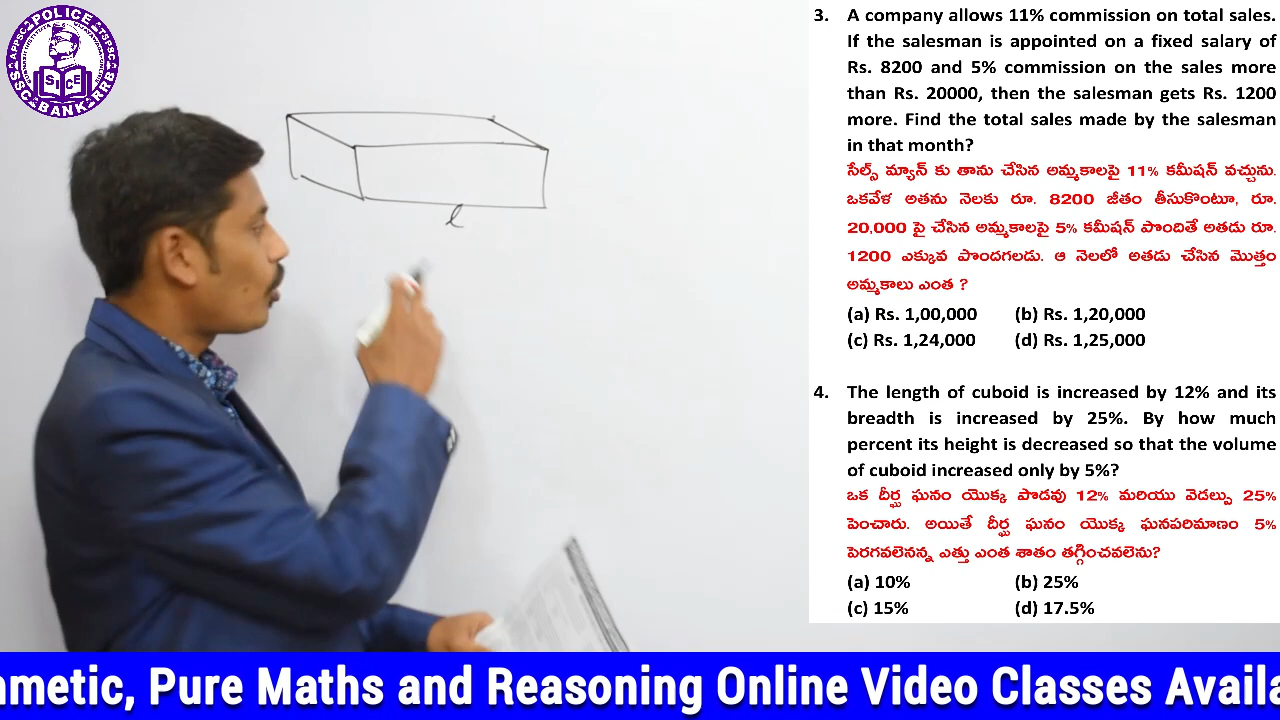 POLICE
APPSC
TSPSC
SSC
RRB
BANK
S I C E
l
3. A company allows 11% commission on total sales.
If the salesman is appointed on a fixed salary of
Rs. 8200 and 5% commission on the sales more
than Rs. 20000, then the salesman gets Rs. 1200
more. Find the total sales made by the salesman
in that month?
సేల్స్ మ్యాన్ కు తాను చేసిన అమ్మకాలపై 11% కమీషన్ వచ్చును.
ఒకవేళ అతను నెలకు రూ. 8200 జీతం తీసుకొంటూ, రూ.
20,000 పై చేసిన అమ్మకాలపై 5% కమీషన్ పొందితే అతడు రూ.
1200 ఎక్కువ పొందగలడు. ఆ నెలలో అతడు చేసిన మొత్తం
అమ్మకాలు ఎంత ?
(a) Rs. 1,00,000 (b) Rs. 1,20,000
(c) Rs. 1,24,000 (d) Rs. 1,25,000
4. The length of cuboid is increased by 12% and its
breadth is increased by 25%. By how much
percent its height is decreased so that the volume
of cuboid increased only by 5%?
ఒక దీర్ఘ ఘనం యొక్క పొడవు 12% మరియు వెడల్పు 25%
పెంచారు. అయితే దీర్ఘ ఘనం యొక్క ఘనపరిమాణం 5%
పెరగవలెనన్న ఎత్తు ఎంత శాతం తగ్గించవలెను?
(a) 10% (b) 25%
(c) 15% (d) 17.5%
metic, Pure Maths and Reasoning Online Video Classes Availa